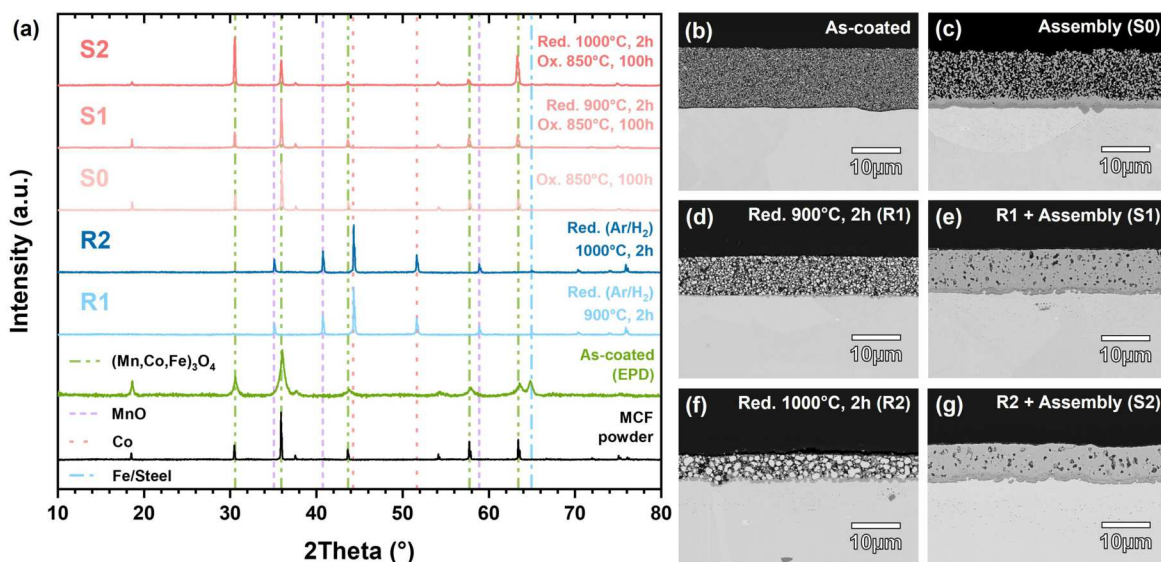 (a)
S2
Red. 1000°C, 2h
Ox. 850°C, 100h
S1
Red. 900°C, 2h
Ox. 850°C, 100h
S0
Ox. 850°C, 100h
R2
Red. (Ar/H₂)
1000°C, 2h
R1
Red. (Ar/H₂)
900°C, 2h
(Mn,Co,Fe)₃O₄
As-coated
(EPD)
MnO
Co
MCF
powder
Fe/Steel
10 20 30 40 50 60 70 80
2Theta (°)
Intensity (a.u.)
(b) As-coated
10µm
(c) Assembly (S0)
10µm
(d) Red. 900°C, 2h (R1)
10µm
(e) R1 + Assembly (S1)
10µm
(f) Red. 1000°C, 2h (R2)
10µm
(g) R2 + Assembly (S2)
10µm